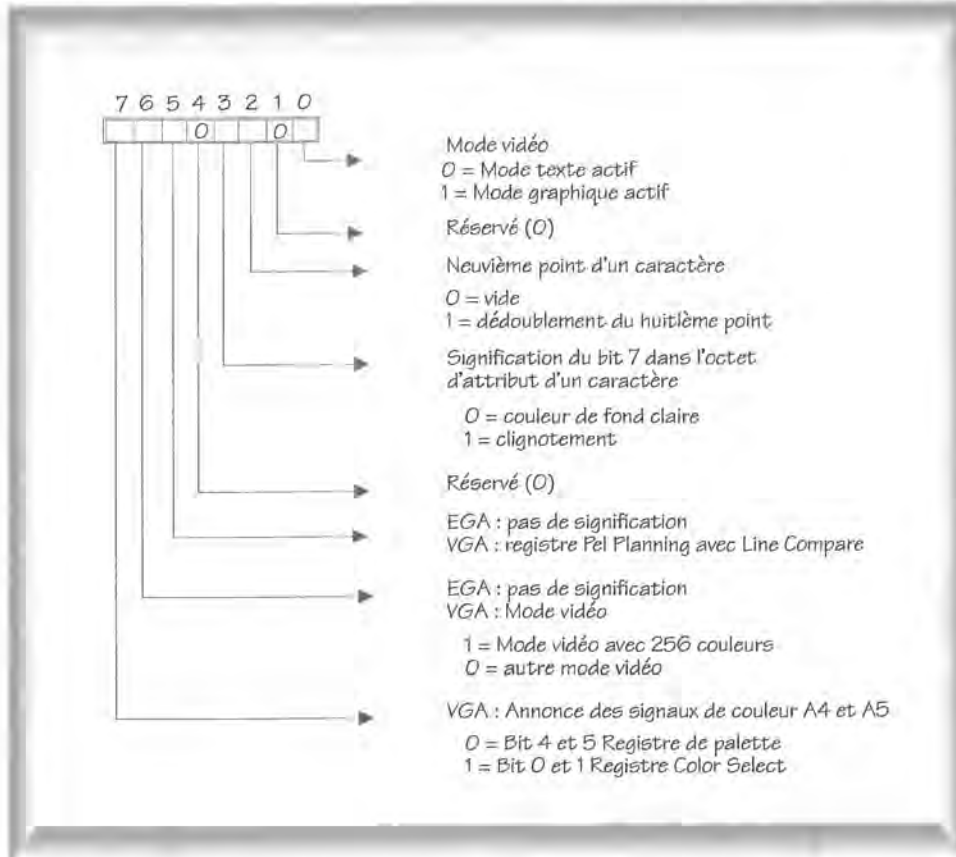 7 6 5 4 3 2 1 0
0 0
Mode vidéo
0 = Mode texte actif
1 = Mode graphique actif
Réservé (0)
Neuvième point d'un caractère
0 = vide
1 = dédoublement du huitième point
Signification du bit 7 dans l'octet
d'attribut d'un caractère
0 = couleur de fond claire
1 = clignotement
Réservé (0)
EGA : pas de signification
VGA : registre Pel Planning avec Line Compare
EGA : pas de signification
VGA : Mode vidéo
1 = Mode vidéo avec 256 couleurs
0 = autre mode vidéo
VGA : Annonce des signaux de couleur A4 et A5
0 = Bit 4 et 5 Registre de palette
1 = Bit 0 et 1 Registre Color Select